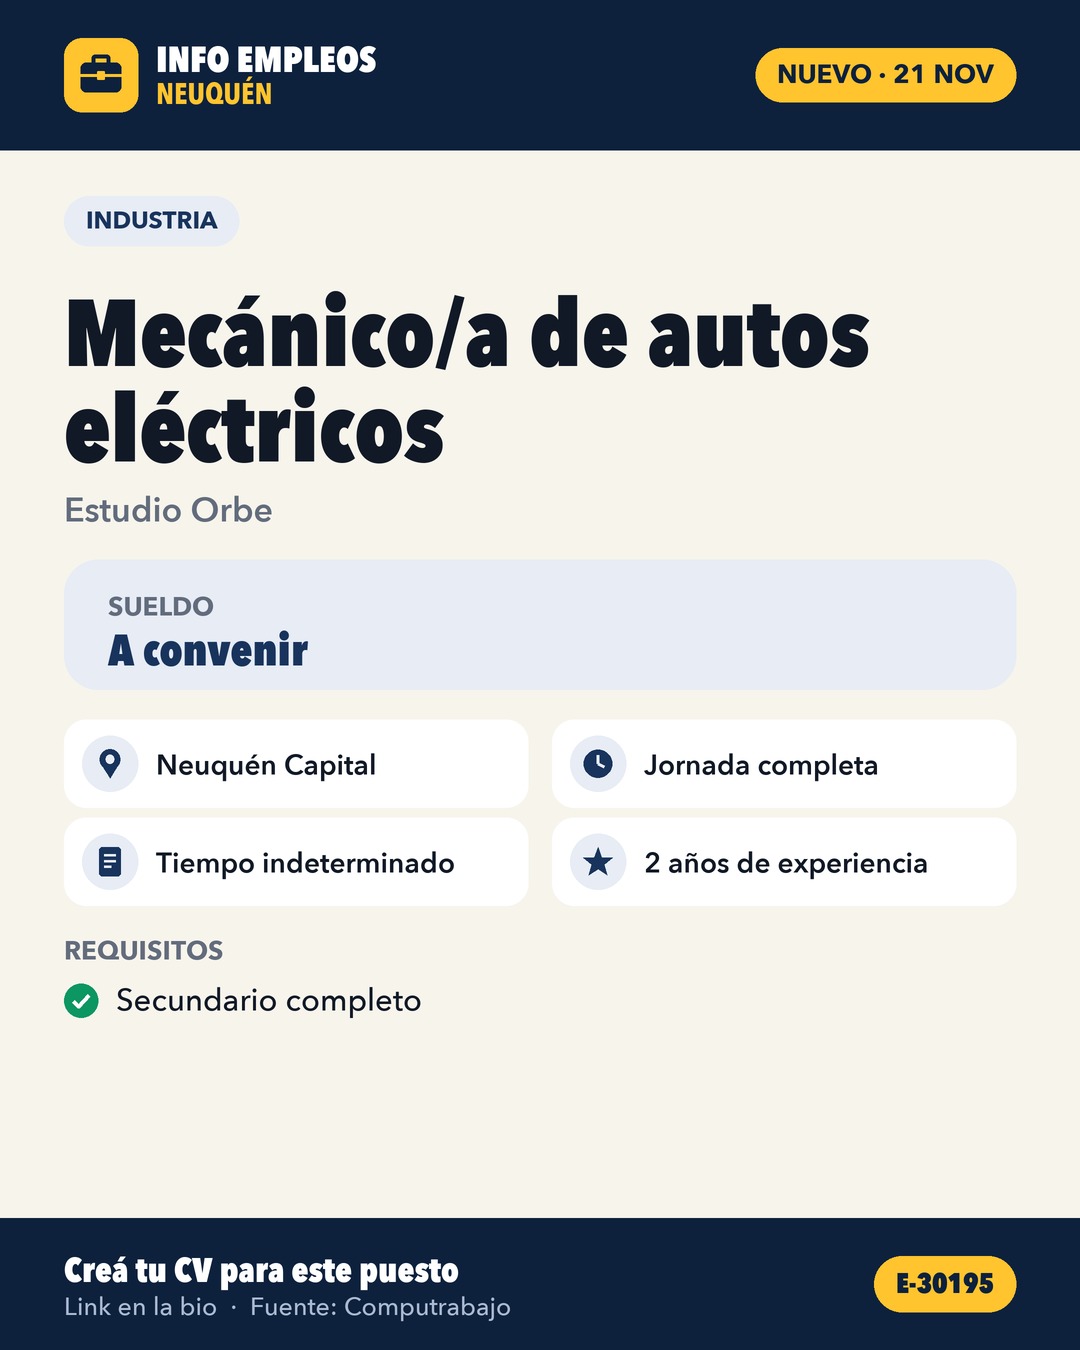 INFO EMPLEOS
NEUQUÉN
NUEVO · 21 NOV
INDUSTRIA
Mecánico/a de autos
eléctricos
Estudio Orbe
SUELDO
A convenir
Neuquén Capital
Jornada completa
Tiempo indeterminado
2 años de experiencia
REQUISITOS
Secundario completo
Creá tu CV para este puesto
Link en la bio · Fuente: Computrabajo
E-30195